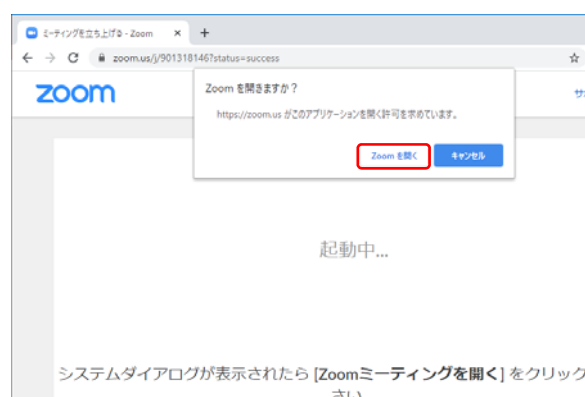 ミーティングを立ち上げる - Zoom
zoom.us/j/901318146?status=success
zoom
Zoom を開きますか？
https://zoom.us がこのアプリケーションを開く許可を求めています。
Zoom を開く
キャンセル
サ
起動中...
システムダイアログが表示されたら [Zoomミーティングを開く] をクリック
さい